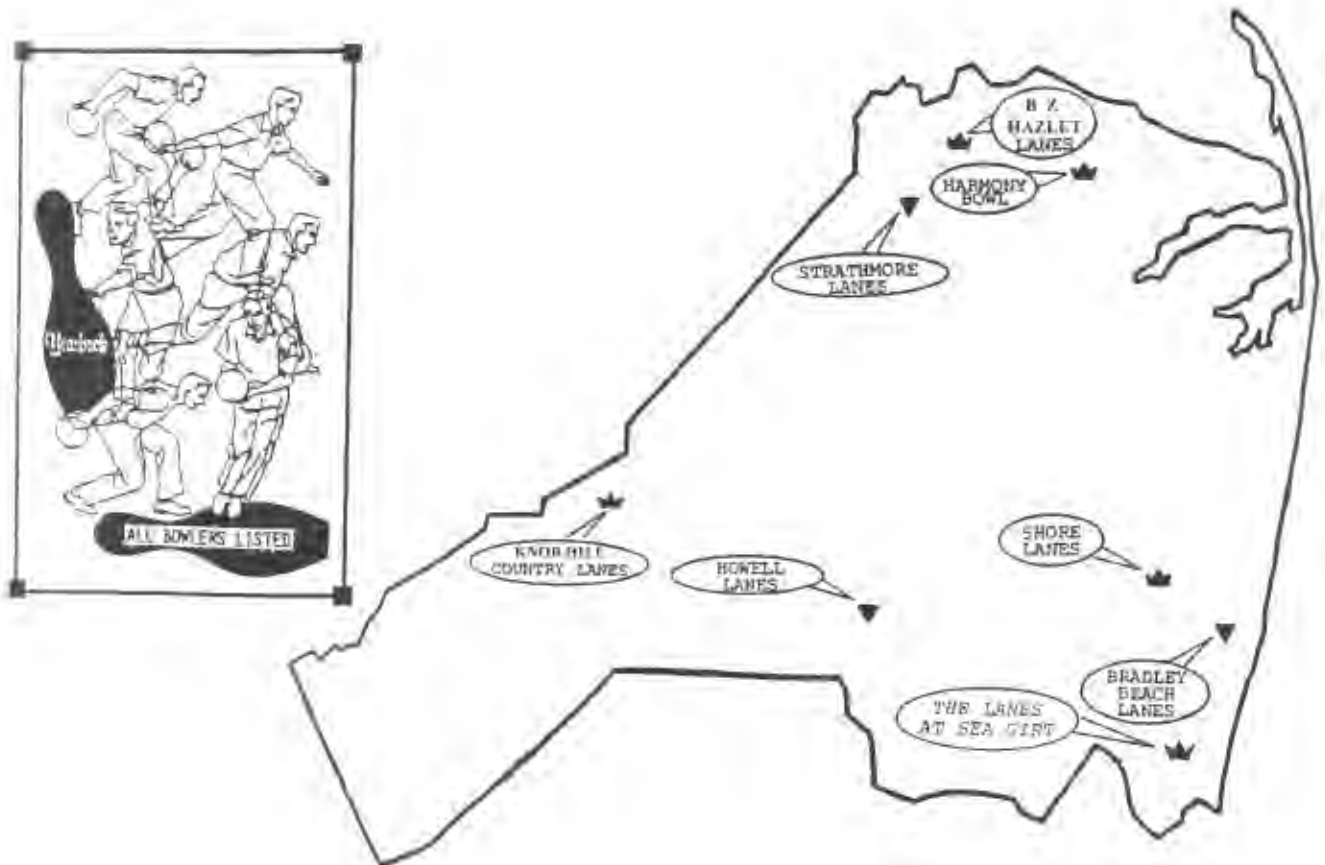 Yearbook
ALL BOWLERS LISTED
B Z
HAZLET
LANES
HARMONY
BOWL
STRATHMORE
LANES
KNOB HILL
COUNTRY LANES
HOWELL
LANES
SHORE
LANES
BRADLEY
BEACH
LANES
THE LANES
AT SEA GIRT